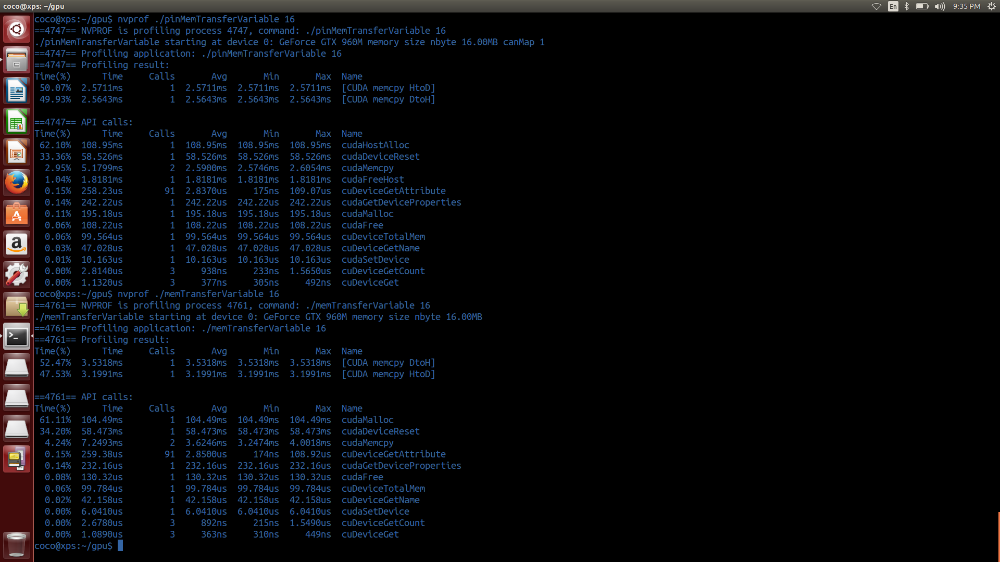 coco@xps: ~/gpu
En
9:35 PM
coco@xps:~/gpu$ nvprof ./pinMemTransferVariable 16
==4747== NVPROF is profiling process 4747, command: ./pinMemTransferVariable 16
./pinMemTransferVariable starting at device 0: GeForce GTX 960M memory size nbyte 16.00MB canMap 1
==4747== Profiling application: ./pinMemTransferVariable 16
==4747== Profiling result:
Time(%)      Time     Calls       Avg       Min       Max  Name
 50.07%  2.5711ms         1  2.5711ms  2.5711ms  2.5711ms  [CUDA memcpy HtoD]
 49.93%  2.5643ms         1  2.5643ms  2.5643ms  2.5643ms  [CUDA memcpy DtoH]

==4747== API calls:
Time(%)      Time     Calls       Avg       Min       Max  Name
 62.10%  108.95ms         1  108.95ms  108.95ms  108.95ms  cudaHostAlloc
 33.36%  58.526ms         1  58.526ms  58.526ms  58.526ms  cudaDeviceReset
  2.95%  5.1799ms         2  2.5900ms  2.5746ms  2.6054ms  cudaMemcpy
  1.04%  1.8181ms         1  1.8181ms  1.8181ms  1.8181ms  cudaFreeHost
  0.15%  258.23us        91  2.8370us     175ns  109.07us  cuDeviceGetAttribute
  0.14%  242.22us         1  242.22us  242.22us  242.22us  cudaGetDeviceProperties
  0.11%  195.18us         1  195.18us  195.18us  195.18us  cudaMalloc
  0.06%  108.22us         1  108.22us  108.22us  108.22us  cudaFree
  0.06%  99.564us         1  99.564us  99.564us  99.564us  cuDeviceTotalMem
  0.03%  47.028us         1  47.028us  47.028us  47.028us  cuDeviceGetName
  0.01%  10.163us         1  10.163us  10.163us  10.163us  cudaSetDevice
  0.00%  2.8140us         3     938ns     233ns  1.5650us  cuDeviceGetCount
  0.00%  1.1320us         3     377ns     305ns     492ns  cuDeviceGet
coco@xps:~/gpu$ nvprof ./memTransferVariable 16
==4761== NVPROF is profiling process 4761, command: ./memTransferVariable 16
./memTransferVariable starting at device 0: GeForce GTX 960M memory size nbyte 16.00MB
==4761== Profiling application: ./memTransferVariable 16
==4761== Profiling result:
Time(%)      Time     Calls       Avg       Min       Max  Name
 52.47%  3.5318ms         1  3.5318ms  3.5318ms  3.5318ms  [CUDA memcpy DtoH]
 47.53%  3.1991ms         1  3.1991ms  3.1991ms  3.1991ms  [CUDA memcpy HtoD]

==4761== API calls:
Time(%)      Time     Calls       Avg       Min       Max  Name
 61.11%  104.49ms         1  104.49ms  104.49ms  104.49ms  cudaMalloc
 34.20%  58.473ms         1  58.473ms  58.473ms  58.473ms  cudaDeviceReset
  4.24%  7.2493ms         2  3.6246ms  3.2474ms  4.0018ms  cudaMemcpy
  0.15%  259.38us        91  2.8500us     174ns  108.92us  cuDeviceGetAttribute
  0.14%  232.16us         1  232.16us  232.16us  232.16us  cudaGetDeviceProperties
  0.08%  130.32us         1  130.32us  130.32us  130.32us  cudaFree
  0.06%  99.784us         1  99.784us  99.784us  99.784us  cuDeviceTotalMem
  0.02%  42.158us         1  42.158us  42.158us  42.158us  cuDeviceGetName
  0.00%  6.0410us         1  6.0410us  6.0410us  6.0410us  cudaSetDevice
  0.00%  2.6780us         3     892ns     215ns  1.5490us  cuDeviceGetCount
  0.00%  1.0890us         3     363ns     310ns     449ns  cuDeviceGet
coco@xps:~/gpu$